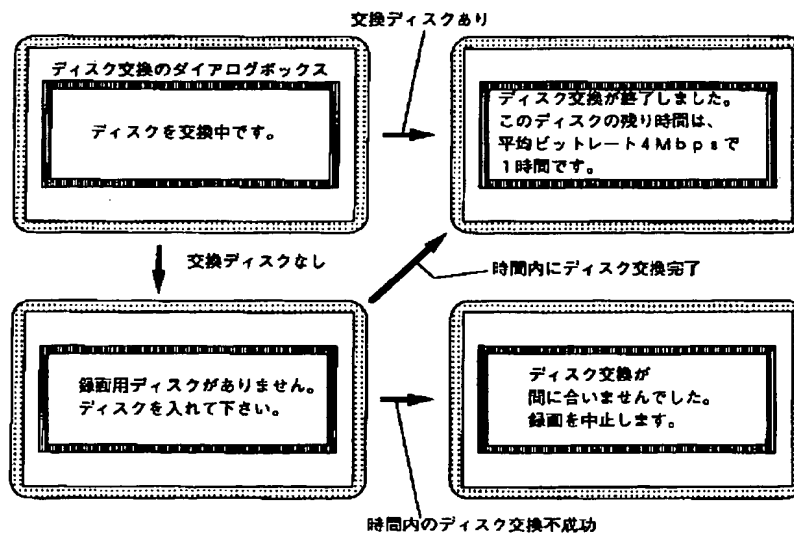 交換ディスクあり
ディスク交換のダイアログボックス
ディスクを交換中です。
ディスク交換が終了しました。
このディスクの残り時間は、
平均ビットレート4Mbpsで
1時間です。
交換ディスクなし
時間内にディスク交換完了
録画用ディスクがありません。
ディスクを入れて下さい。
ディスク交換が
間に合いませんでした。
録画を中止します。
時間内のディスク交換不成功